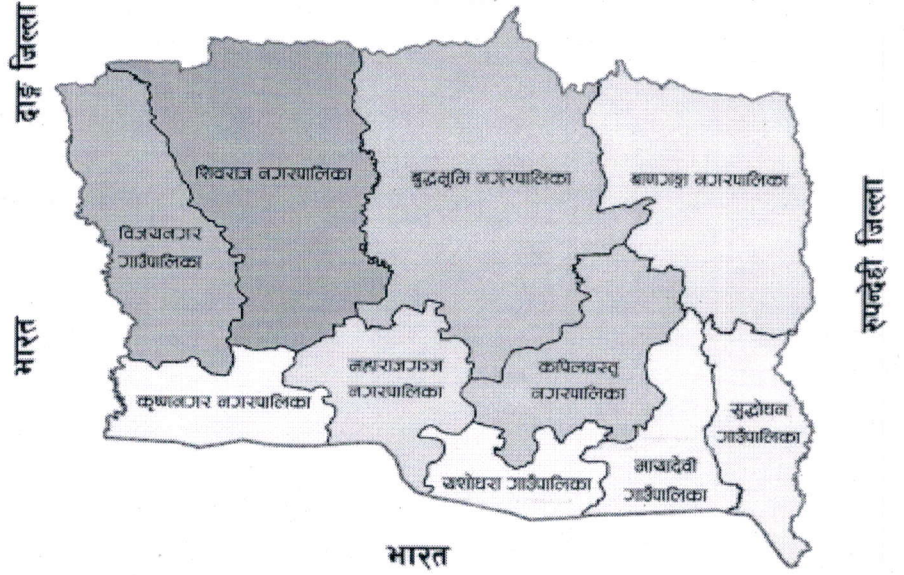 दाङ्ग जिल्ला
शिवराज नगरपालिका
बुद्धभूमि नगरपालिका
बाणगङ्गा नगरपालिका
विजयनगर
गाउँपालिका
रुपन्देही जिल्ला
भारत
महाराजगञ्ज
नगरपालिका
कपिलवस्तु
नगरपालिका
कृष्णनगर नगरपालिका
सुद्धोधन
गाउँपालिका
यशोधरा गाउँपालिका
मायादेवी
गाउँपालिका
भारत